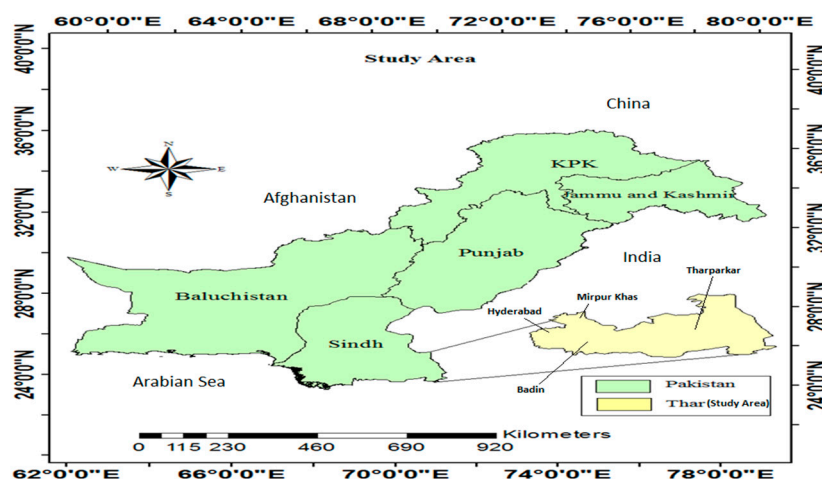 60°0'0"E 64°0'0"E 68°0'0"E 72°0'0"E 76°0'0"E 80°0'0"E
40°0'0"N
40°0'0"N
Study Area
China
36°0'0"N
36°0'0"N
N
W E
S
KPK
Jammu and Kashmir
Afghanistan
32°0'0"N
32°0'0"N
Punjab
India
Tharparkar
28°0'0"N
28°0'0"N
Baluchistan
Mirpur Khas
Hyderabad
Sindh
24°0'0"N
24°0'0"N
Arabian Sea
Badin
Pakistan
Thar (Study Area)
Kilometers
0 115 230 460 690 920
62°0'0"E 66°0'0"E 70°0'0"E 74°0'0"E 78°0'0"E